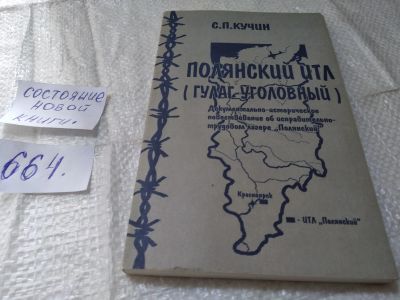 С.П.КУЧИН
ПОЛЯНСКИЙ ИТЛ
(ГУЛАГ УГОЛОВНЫЙ)
Документально-историческое
повествование об исправительно-
трудовом лагере „Полянский"
Красноярск
- ИТЛ „Полянский"
СОСТОЯНИЕ
НОВОЙ
КНИГИ.
664.